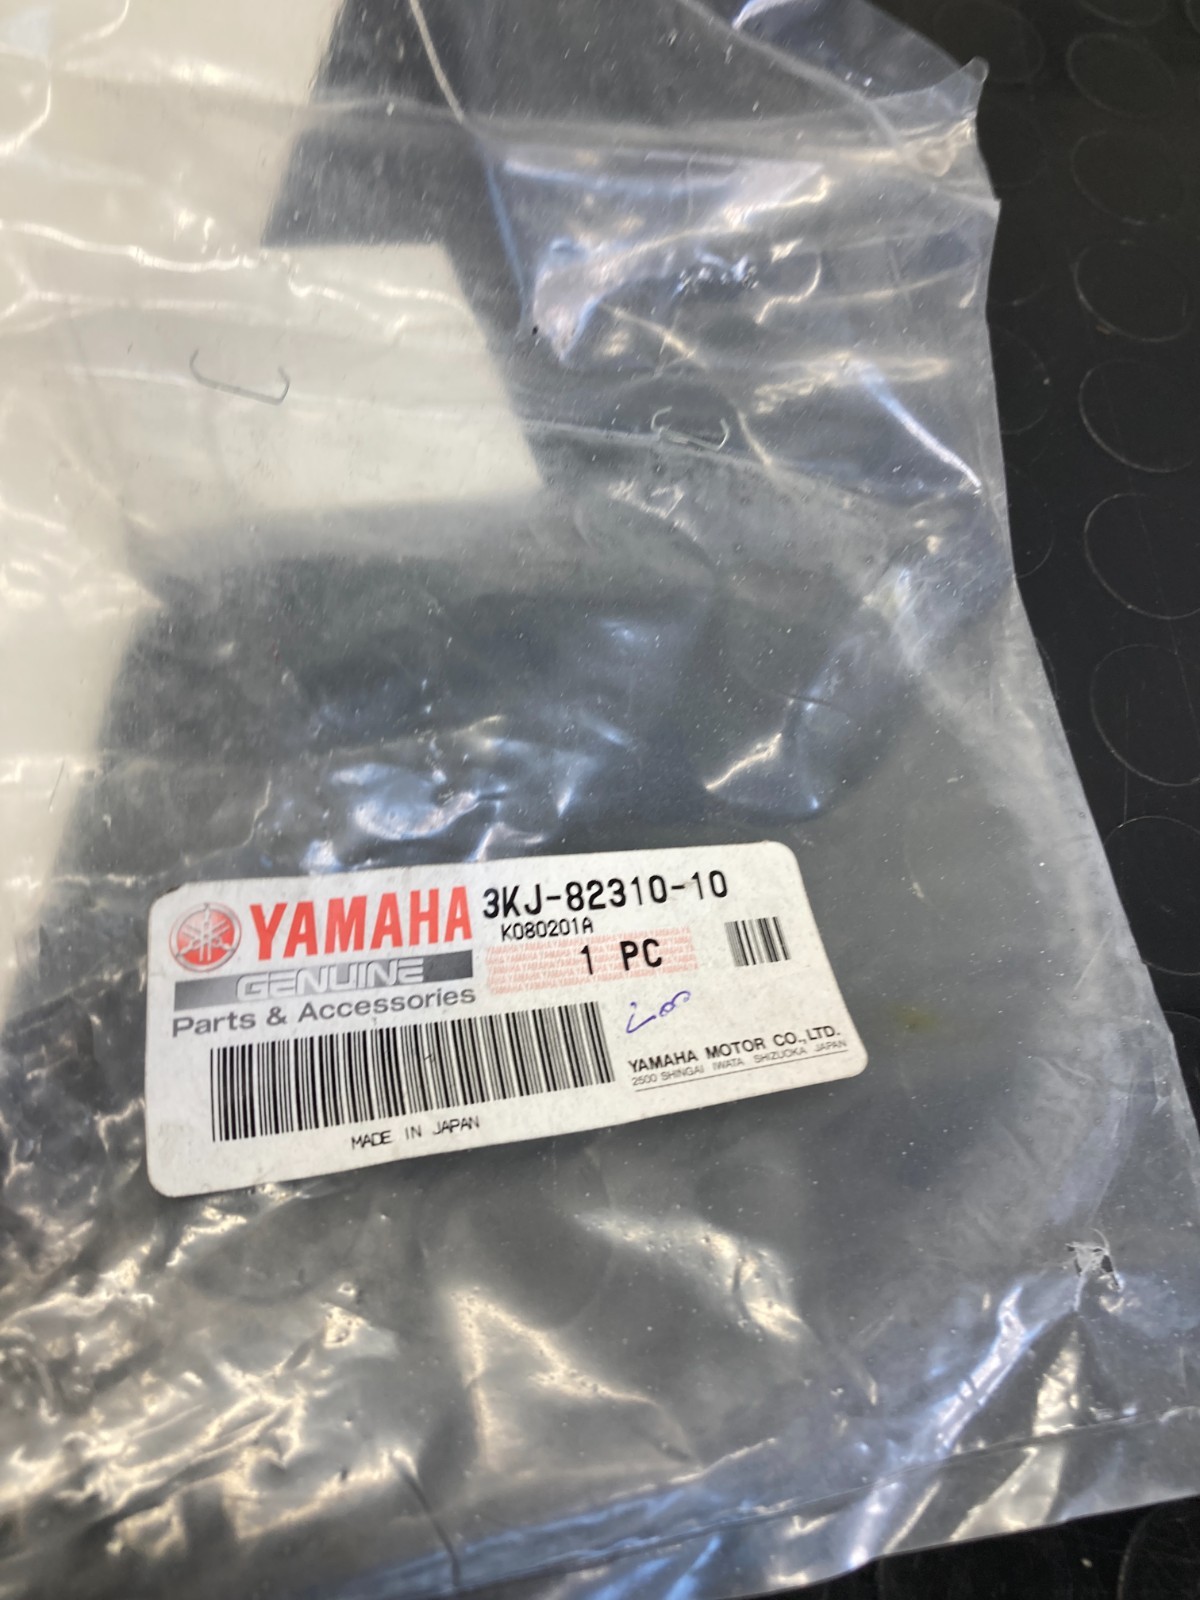 YAMAHA
GENUINE
Parts & Accessories
3KJ-82310-10
K080201A
1 PC
YAMAHA MOTOR CO.,LTD.
2500 SHINGAI IWATA SHIZUOKA JAPAN
MADE IN JAPAN